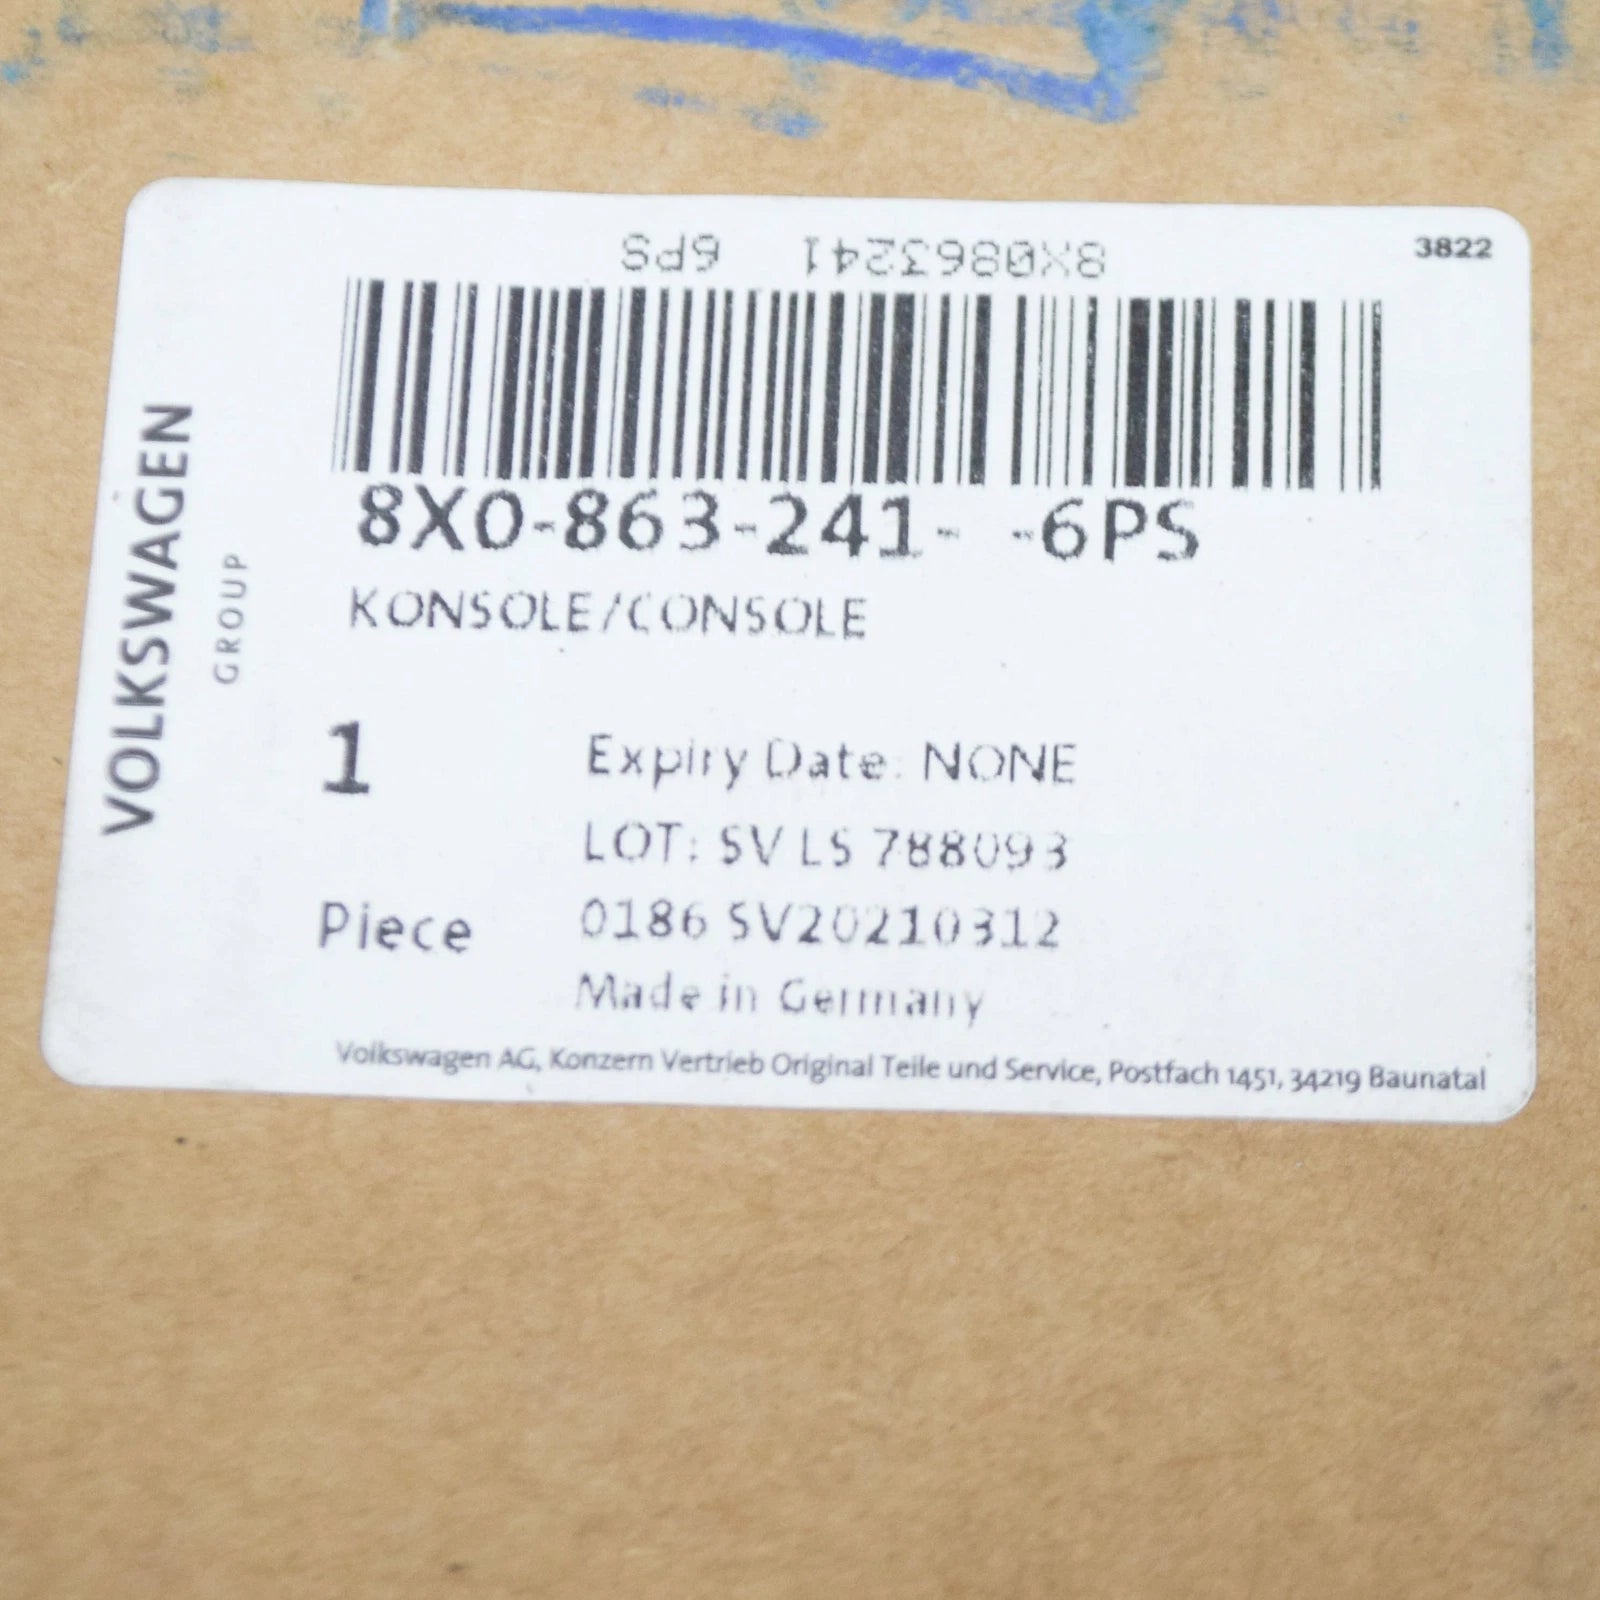 8X0863241 6PS
3822
VOLKSWAGEN
GROUP
8X0-863-241- -6PS
KONSOLE/CONSOLE
1
Expiry Date: NONE
LOT: SV LS 788093
Piece
0186 SV20210312
Made in Germany
Volkswagen AG, Konzern Vertrieb Original Teile und Service, Postfach 1451, 34219 Baunatal